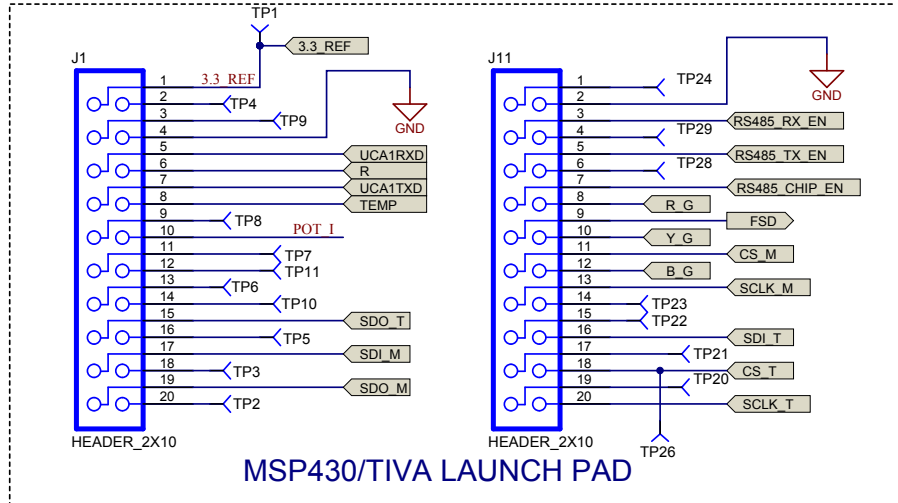 TP1
3.3_REF
J1
1 3.3_REF
2 TP4
3 TP9
4
GND
5 UCA1RXD
6 R
7 UCA1TXD
8 TEMP
9 TP8
10 POT_I
11 TP7
12 TP11
13 TP6
14 TP10
15 SDO_T
16 TP5
17 SDI_M
18 TP3
19 SDO_M
20 TP2
HEADER_2X10
J11
1 TP24
2
GND
3 RS485_RX_EN
4 TP29
5 RS485_TX_EN
6 TP28
7 RS485_CHIP_EN
8 R_G
9 FSD
10 Y_G
11 CS_M
12 B_G
13 SCLK_M
14 TP23
15 TP22
16 SDI_T
17 TP21
18 CS_T
19 TP20
20 SCLK_T
HEADER_2X10
TP26
MSP430/TIVA LAUNCH PAD